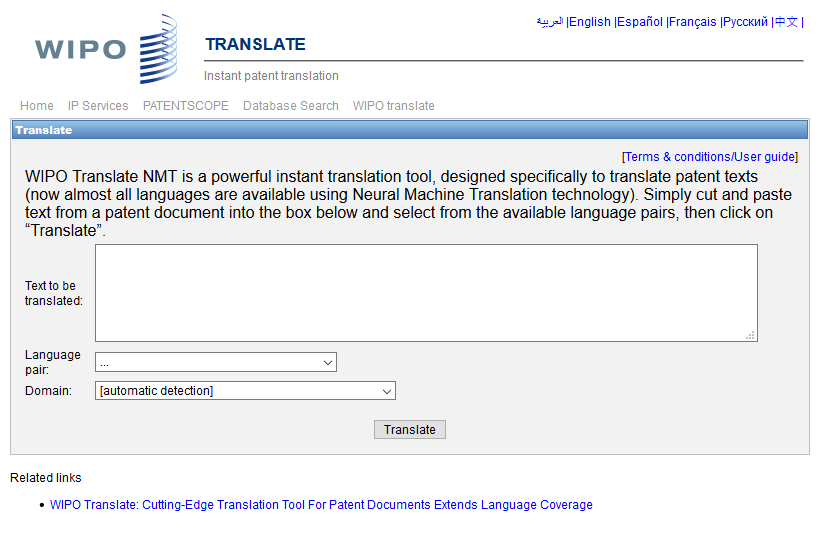 العربية |English |Español |Français |Русский |中文 |
WIPO
TRANSLATE
Instant patent translation
Home IP Services PATENTSCOPE Database Search WIPO translate
Translate
[Terms & conditions/User guide]
WIPO Translate NMT is a powerful instant translation tool, designed specifically to translate patent texts
(now almost all languages are available using Neural Machine Translation technology). Simply cut and paste
text from a patent document into the box below and select from the available language pairs, then click on
“Translate”.
Text to be
translated:
Language
pair:
...
Domain:
[automatic detection]
Translate
Related links
• WIPO Translate: Cutting-Edge Translation Tool For Patent Documents Extends Language Coverage